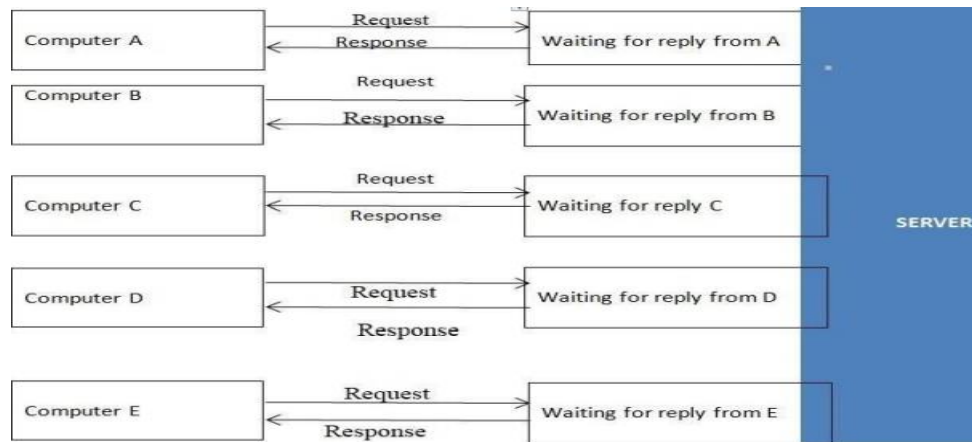 Request
Computer A
Response
Waiting for reply from A
Request
Computer B
Response
Waiting for reply from B
Request
Computer C
Response
Waiting for reply C
SERVER
Computer D
Request
Waiting for reply from D
Response
Request
Computer E
Waiting for reply from E
Response